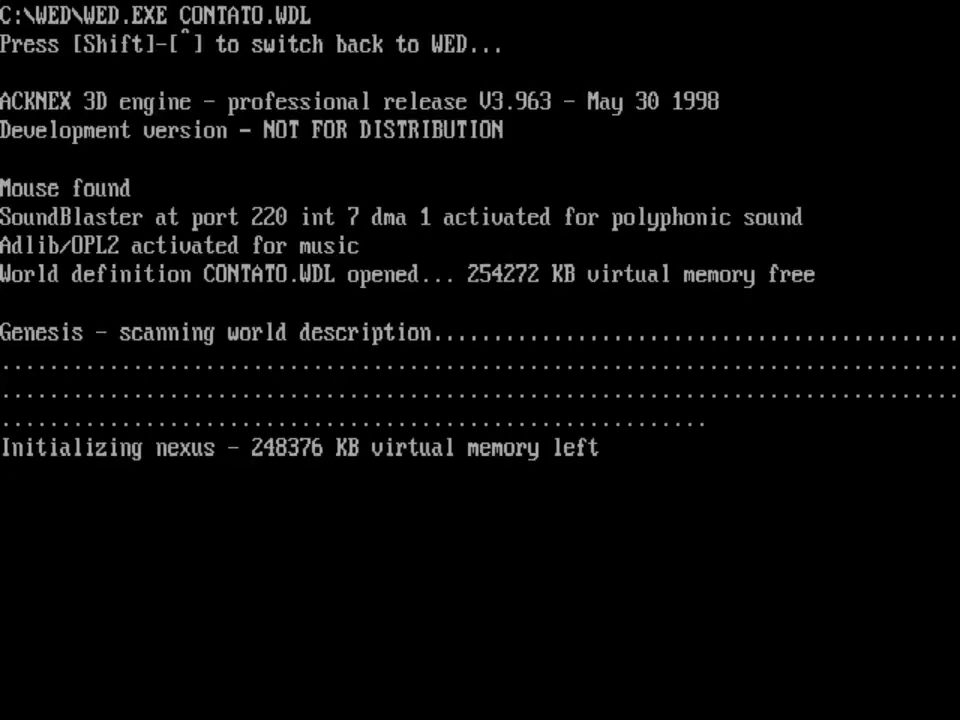 C:\WED\WED.EXE CONTATO.WDL
Press [Shift]-[^] to switch back to WED...
ACKNEX 3D engine - professional release V3.963 - May 30 1998
Development version - NOT FOR DISTRIBUTION
Mouse found
SoundBlaster at port 220 int 7 dma 1 activated for polyphonic sound
Adlib/OPL2 activated for music
World definition CONTATO.WDL opened... 254272 KB virtual memory free
Genesis - scanning world description............................................
................................................................................
................................................................................
...........................................................
Initializing nexus - 248376 KB virtual memory left